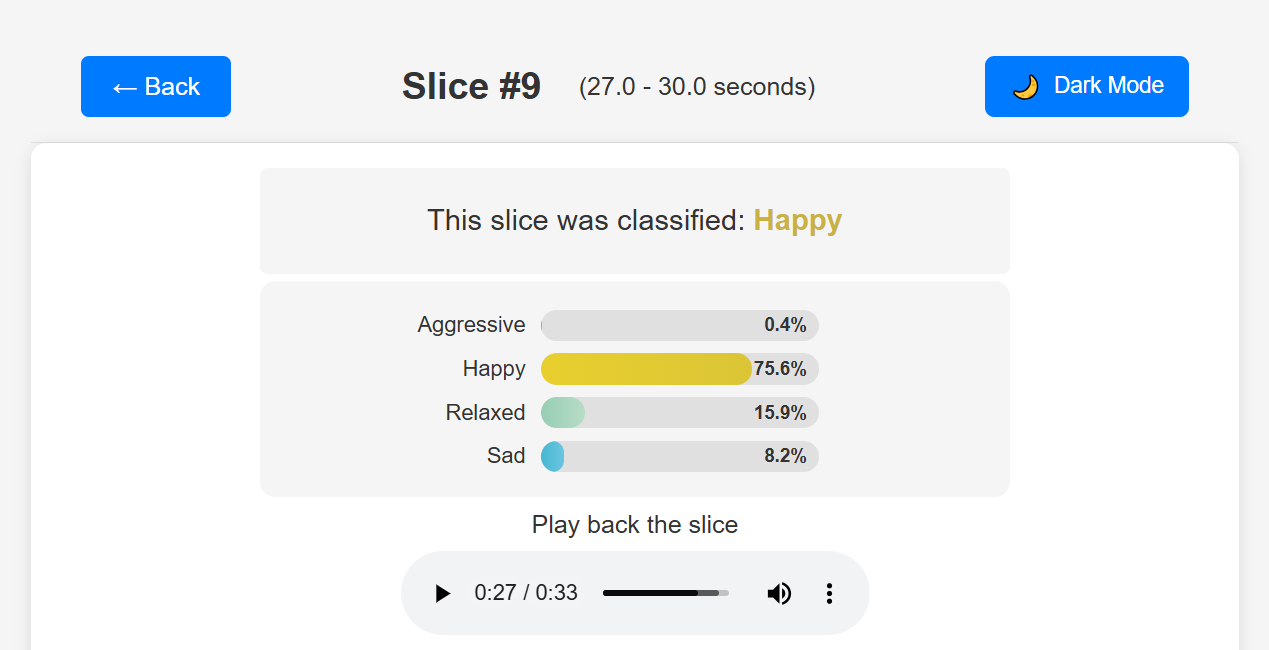 ← Back
Slice #9 (27.0 - 30.0 seconds)
🌙 Dark Mode
This slice was classified: Happy
Aggressive 0.4%
Happy 75.6%
Relaxed 15.9%
Sad 8.2%
Play back the slice
0:27 / 0:33